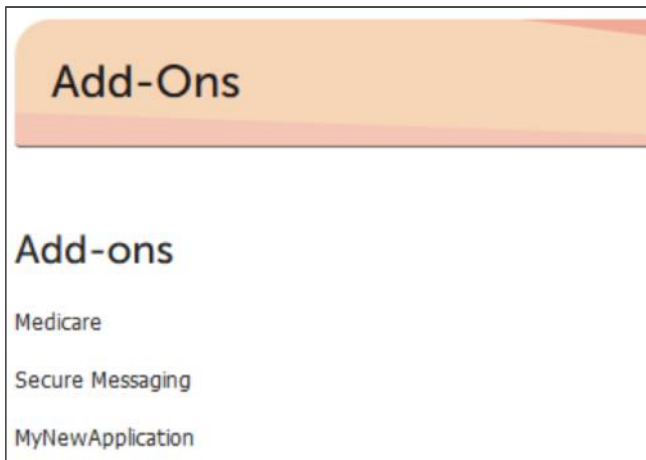 Add-Ons
Add-ons
Medicare
Secure Messaging
MyNewApplication